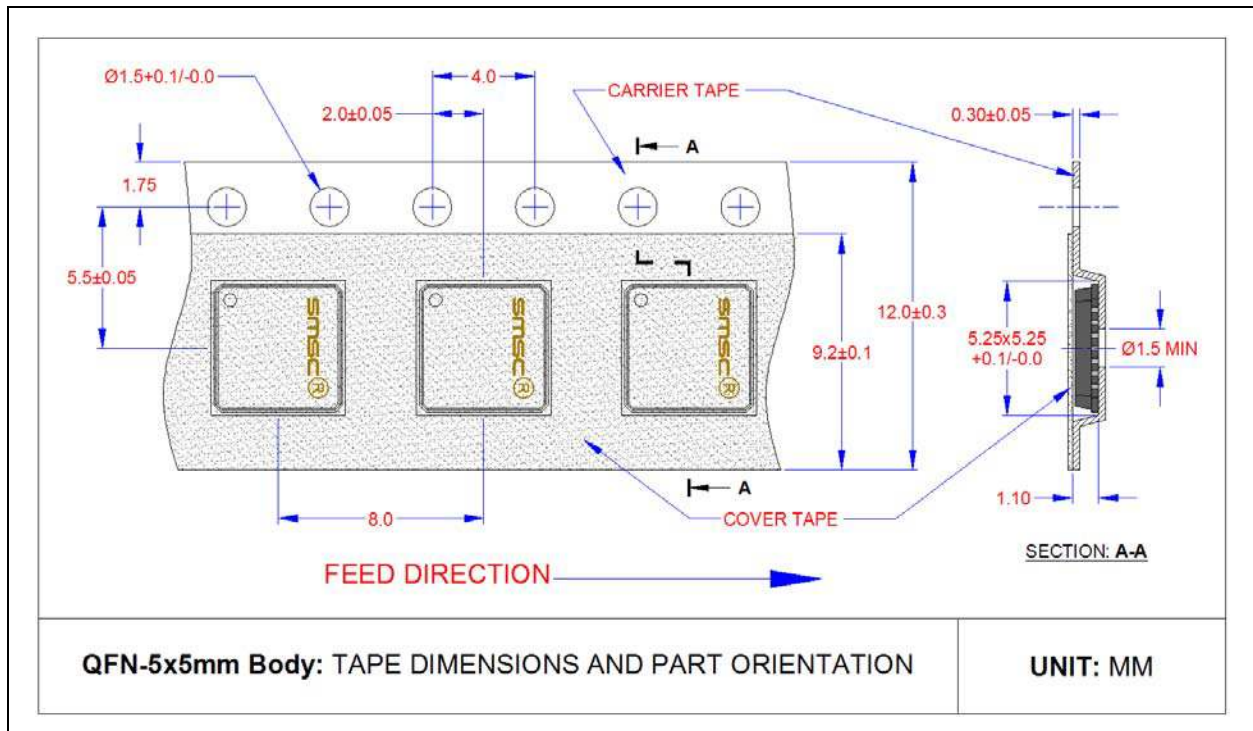 Ø1.5+0.1/-0.0
4.0
CARRIER TAPE
0.30±0.05
2.0±0.05
A
1.75
5.5±0.05
smsc®
smsc®
smsc®
12.0±0.3
9.2±0.1
5.25x5.25
+0.1/-0.0
Ø1.5 MIN
A
1.10
8.0
COVER TAPE
SECTION: A-A
FEED DIRECTION
QFN-5x5mm Body: TAPE DIMENSIONS AND PART ORIENTATION
UNIT: MM